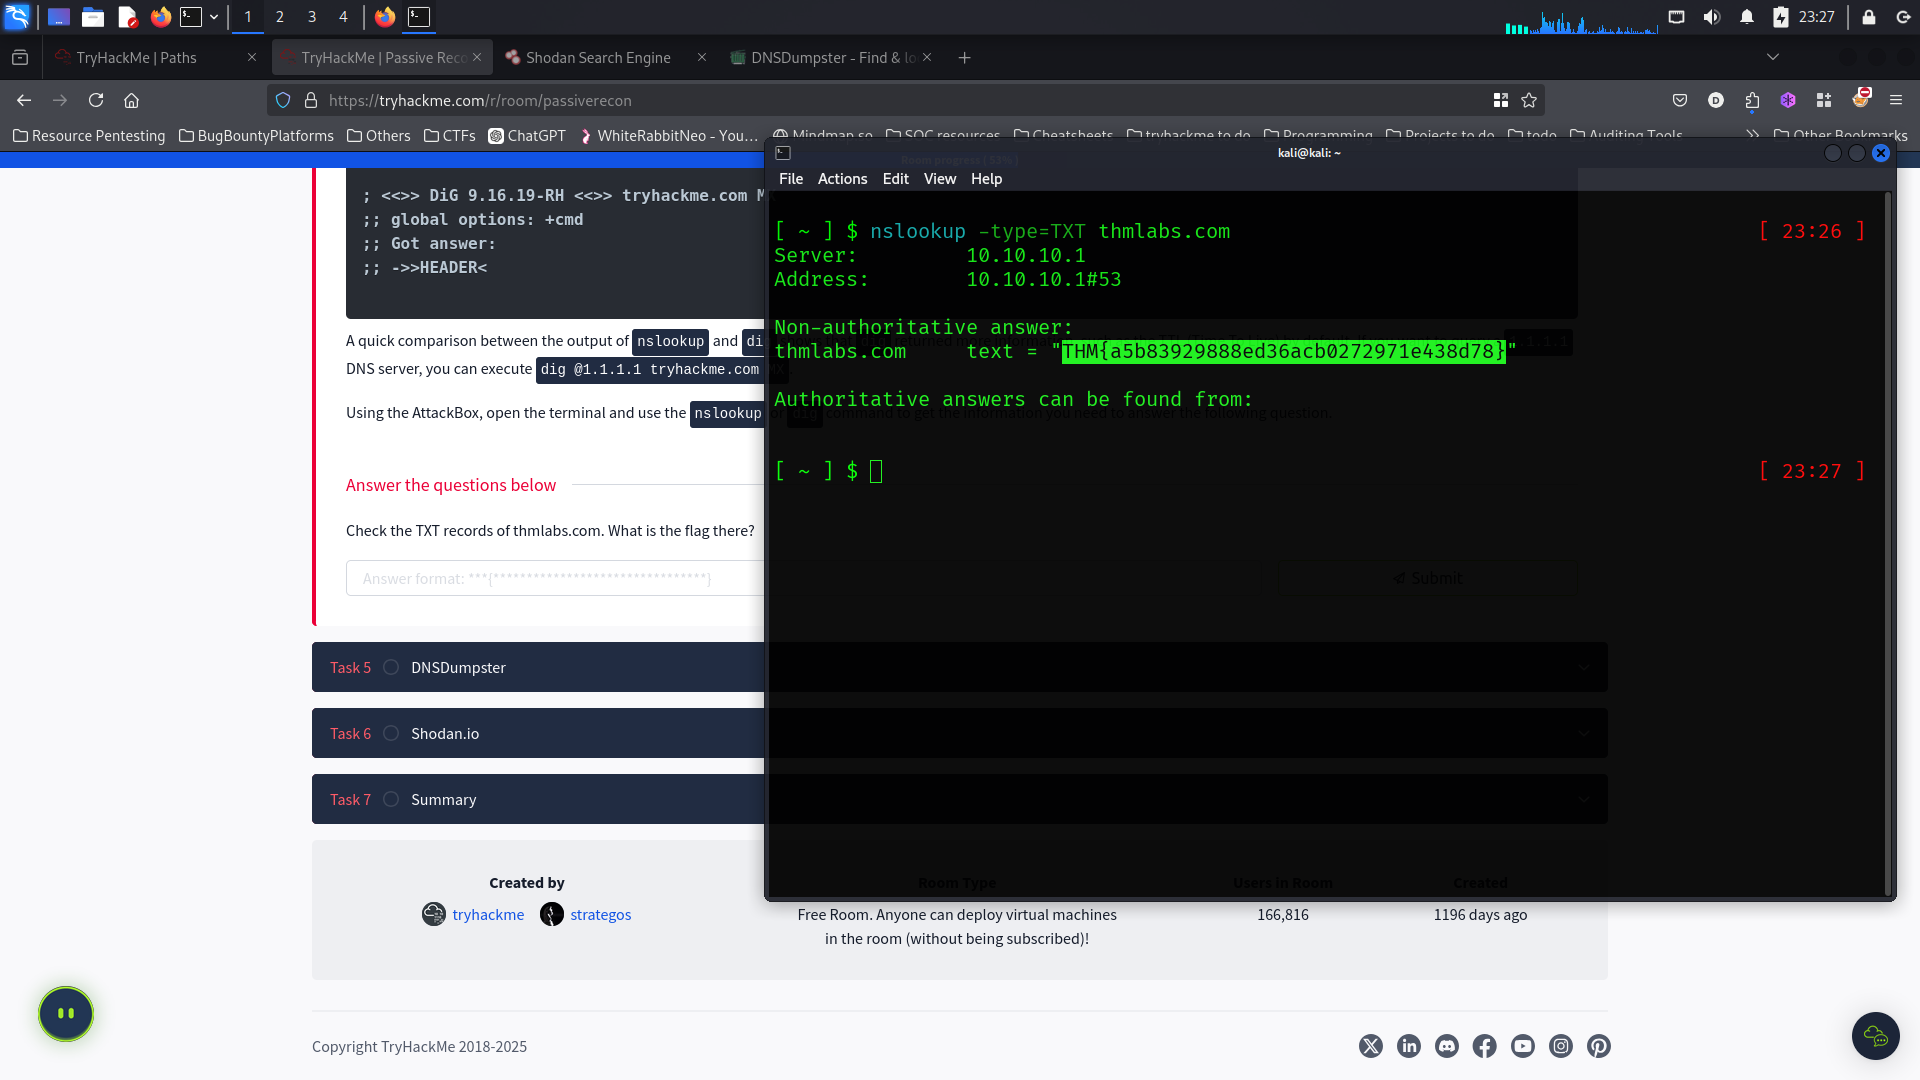 1 2 3 4 23:27
TryHackMe | Paths TryHackMe | Passive Reco Shodan Search Engine DNSDumpster - Find & lo
https://tryhackme.com/r/room/passiverecon
Resource Pentesting BugBountyPlatforms Others CTFs ChatGPT WhiteRabbitNeo - You… Mindmap so SOC resources Cheatsheets tryhackme to do Programming Projects to do todo Auditing Tools Other Bookmarks
Room progress ( 53% )
kali@kali: ~
File Actions Edit View Help
; <<>> DiG 9.16.19-RH <<>> tryhackme.com M
;; global options: +cmd
;; Got answer:
;; ->>HEADER<
A quick comparison between the output of nslookup and di
DNS server, you can execute dig @1.1.1.1 tryhackme.com
Using the AttackBox, open the terminal and use the nslookup command to get the information you need to answer the following question.
Answer the questions below
Check the TXT records of thmlabs.com. What is the flag there?
Answer format: ***{********************************}
Submit
[ ~ ] $ nslookup -type=TXT thmlabs.com [ 23:26 ]
Server: 10.10.10.1
Address: 10.10.10.1#53
Non-authoritative answer:
thmlabs.com text = "THM{a5b83929888ed36acb0272971e438d78}"
Authoritative answers can be found from:
[ ~ ] $ [ 23:27 ]
Task 5 DNSDumpster
Task 6 Shodan.io
Task 7 Summary
Created by
tryhackme strategos
Room Type
Free Room. Anyone can deploy virtual machines
in the room (without being subscribed)!
Users in Room
166,816
Created
1196 days ago
Copyright TryHackMe 2018-2025